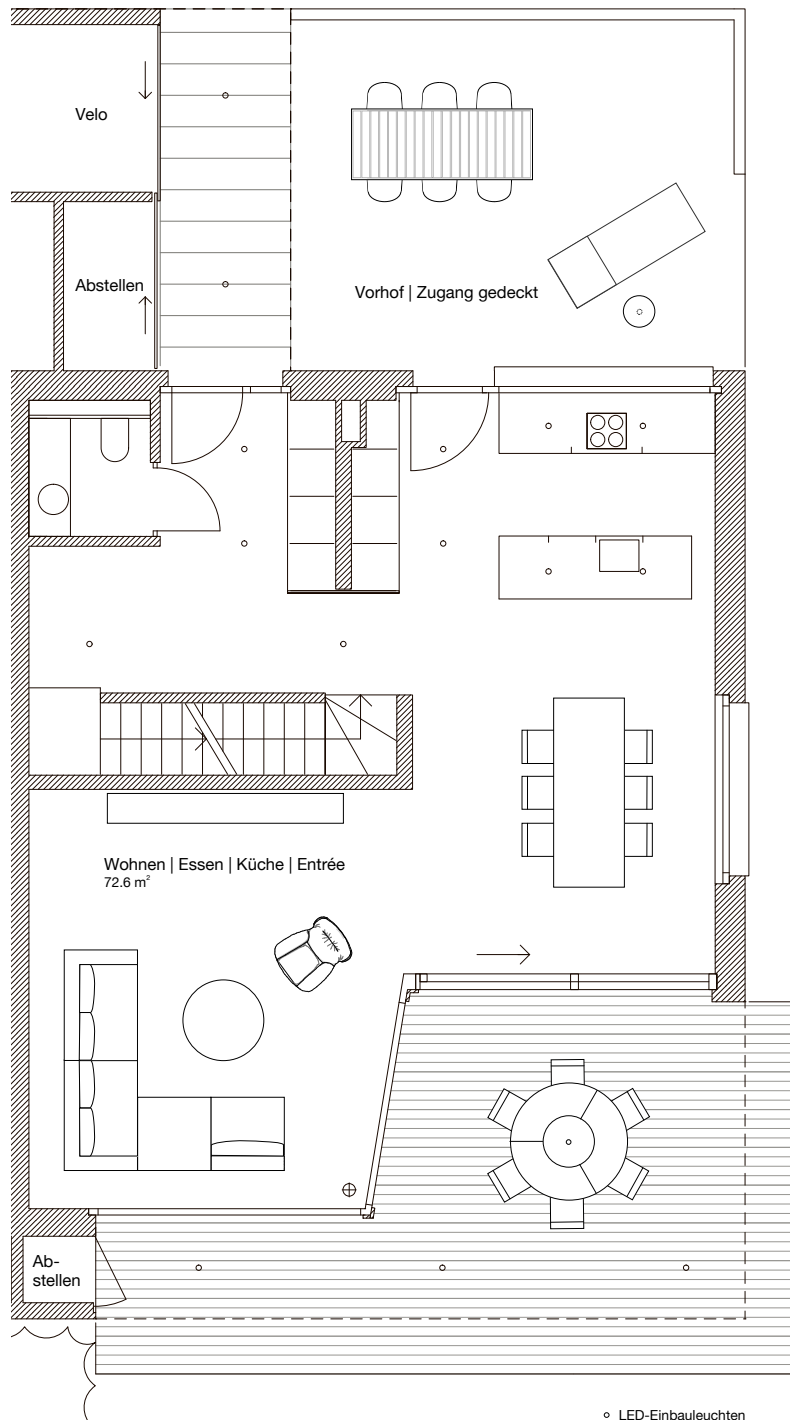 Velo
Abstellen
Vorhof | Zugang gedeckt
Wohnen | Essen | Küche | Entrée
72.6 m²
Ab-
stellen
LED-Einbauleuchten